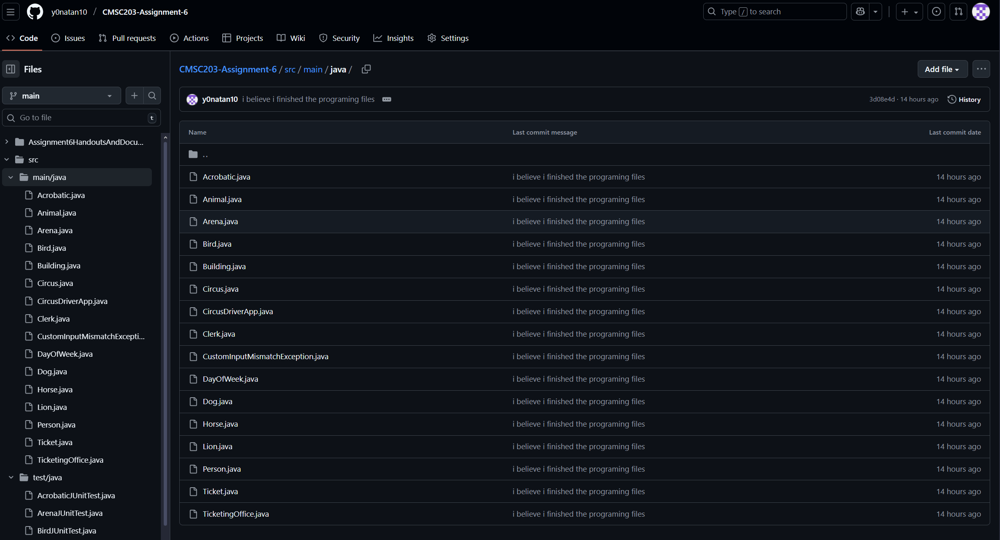 y0natan10 / CMSC203-Assignment-6
Type / to search
Code Issues Pull requests Actions Projects Wiki Security Insights Settings
Files
main
Go to file t
Assignment6HandoutsAndDocu...
src
main/java
Acrobatic.java
Animal.java
Arena.java
Bird.java
Building.java
Circus.java
CircusDriverApp.java
Clerk.java
CustomInputMismatchExcepti...
DayOfWeek.java
Dog.java
Horse.java
Lion.java
Person.java
Ticket.java
TicketingOffice.java
test/java
AcrobaticJUnitTest.java
ArenaJUnitTest.java
BirdJUnitTest.java
CMSC203-Assignment-6 / src / main / java /
Add file
y0natan10 i believe i finished the programing files
3d08e4d · 14 hours ago History
Name Last commit message Last commit date
..
Acrobatic.java i believe i finished the programing files 14 hours ago
Animal.java i believe i finished the programing files 14 hours ago
Arena.java i believe i finished the programing files 14 hours ago
Bird.java i believe i finished the programing files 14 hours ago
Building.java i believe i finished the programing files 14 hours ago
Circus.java i believe i finished the programing files 14 hours ago
CircusDriverApp.java i believe i finished the programing files 14 hours ago
Clerk.java i believe i finished the programing files 14 hours ago
CustomInputMismatchException.java i believe i finished the programing files 14 hours ago
DayOfWeek.java i believe i finished the programing files 14 hours ago
Dog.java i believe i finished the programing files 14 hours ago
Horse.java i believe i finished the programing files 14 hours ago
Lion.java i believe i finished the programing files 14 hours ago
Person.java i believe i finished the programing files 14 hours ago
Ticket.java i believe i finished the programing files 14 hours ago
TicketingOffice.java i believe i finished the programing files 14 hours ago